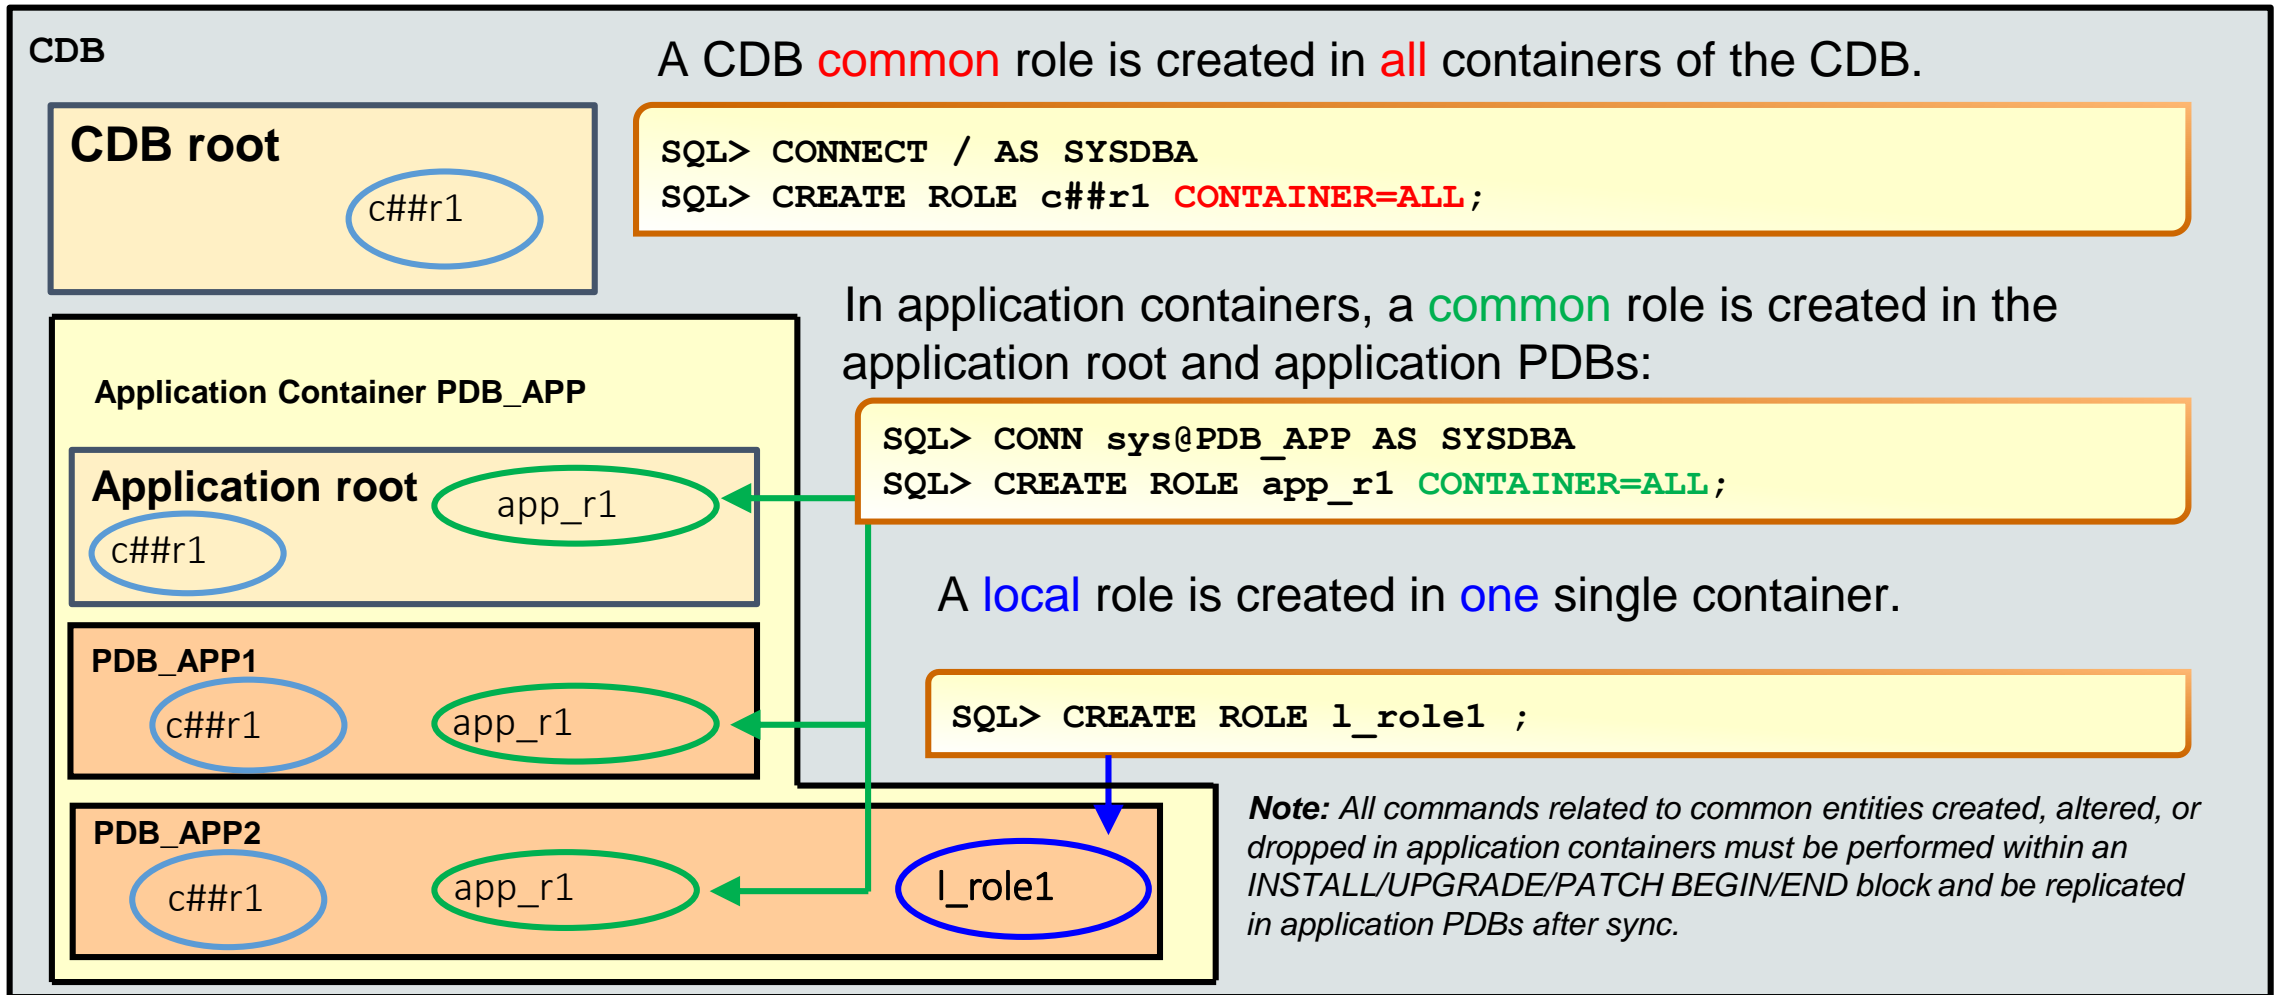 CDB
A CDB common role is created in all containers of the CDB.
CDB root
c##r1
SQL> CONNECT / AS SYSDBA
SQL> CREATE ROLE c##r1 CONTAINER=ALL;
In application containers, a common role is created in the
application root and application PDBs:
Application Container PDB_APP
SQL> CONN sys@PDB_APP AS SYSDBA
SQL> CREATE ROLE app_r1 CONTAINER=ALL;
Application root
app_r1
c##r1
A local role is created in one single container.
PDB_APP1
c##r1
app_r1
SQL> CREATE ROLE l_role1 ;
PDB_APP2
c##r1
app_r1
l_role1
Note: All commands related to common entities created, altered, or
dropped in application containers must be performed within an
INSTALL/UPGRADE/PATCH BEGIN/END block and be replicated
in application PDBs after sync.